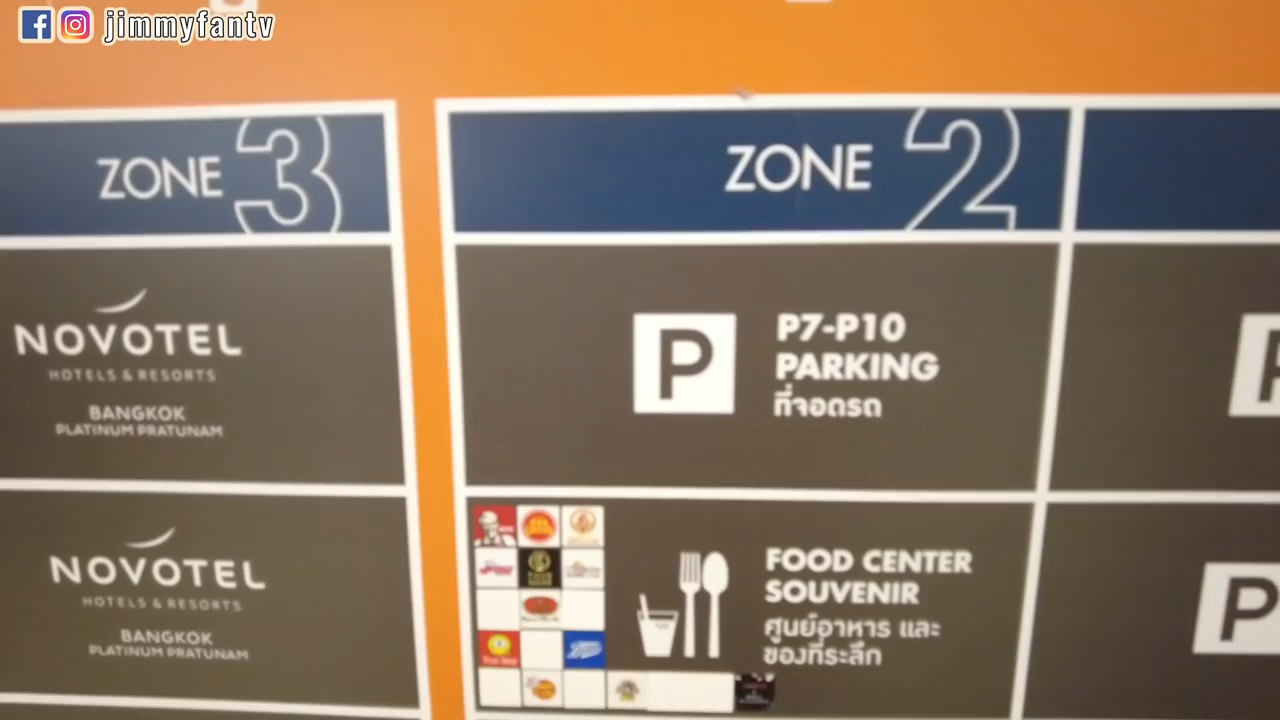 jimmyfantv
ZONE 3
NOVOTEL
HOTELS & RESORTS
BANGKOK
PLATINUM PRATUNAM
NOVOTEL
HOTELS & RESORTS
BANGKOK
PLATINUM PRATUNAM
ZONE 2
P
P7-P10
PARKING
ที่จอดรถ
FOOD CENTER
SOUVENIR
ศูนย์อาหาร และ
ของที่ระลึก
P